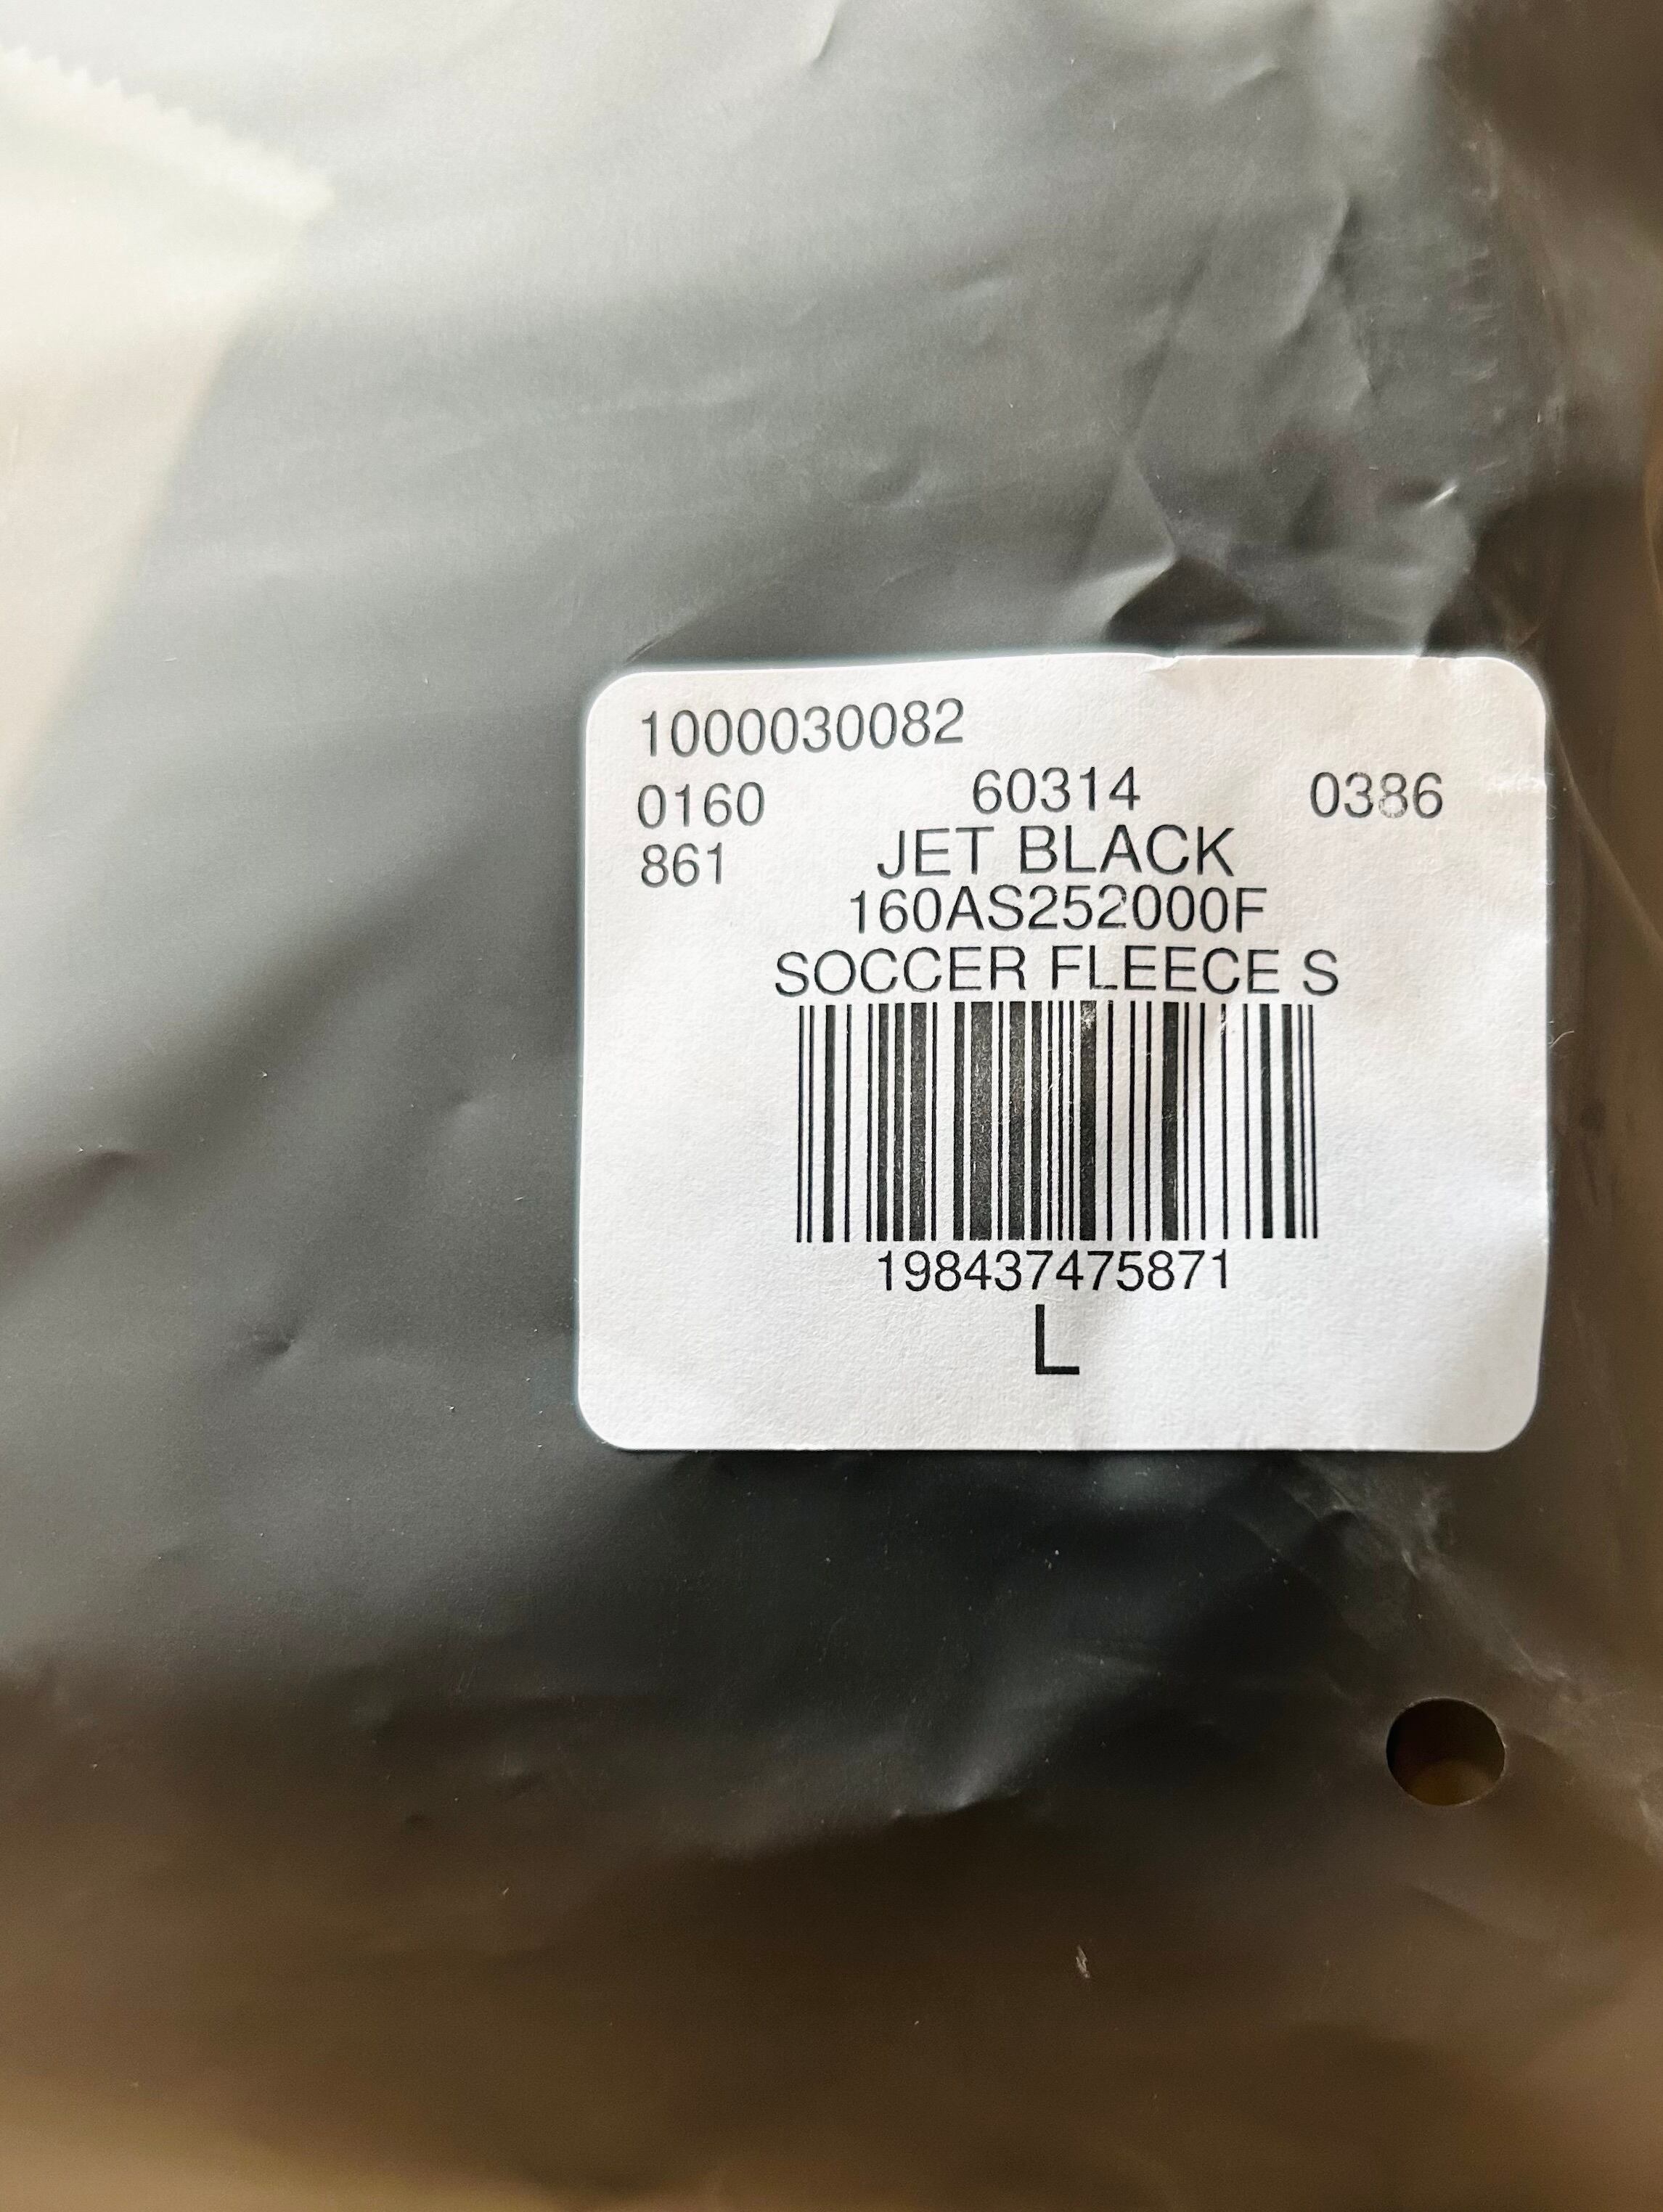 1000030082
0160 60314 0386
861 JET BLACK
160AS252000F
SOCCER FLEECE S
198437475871
L